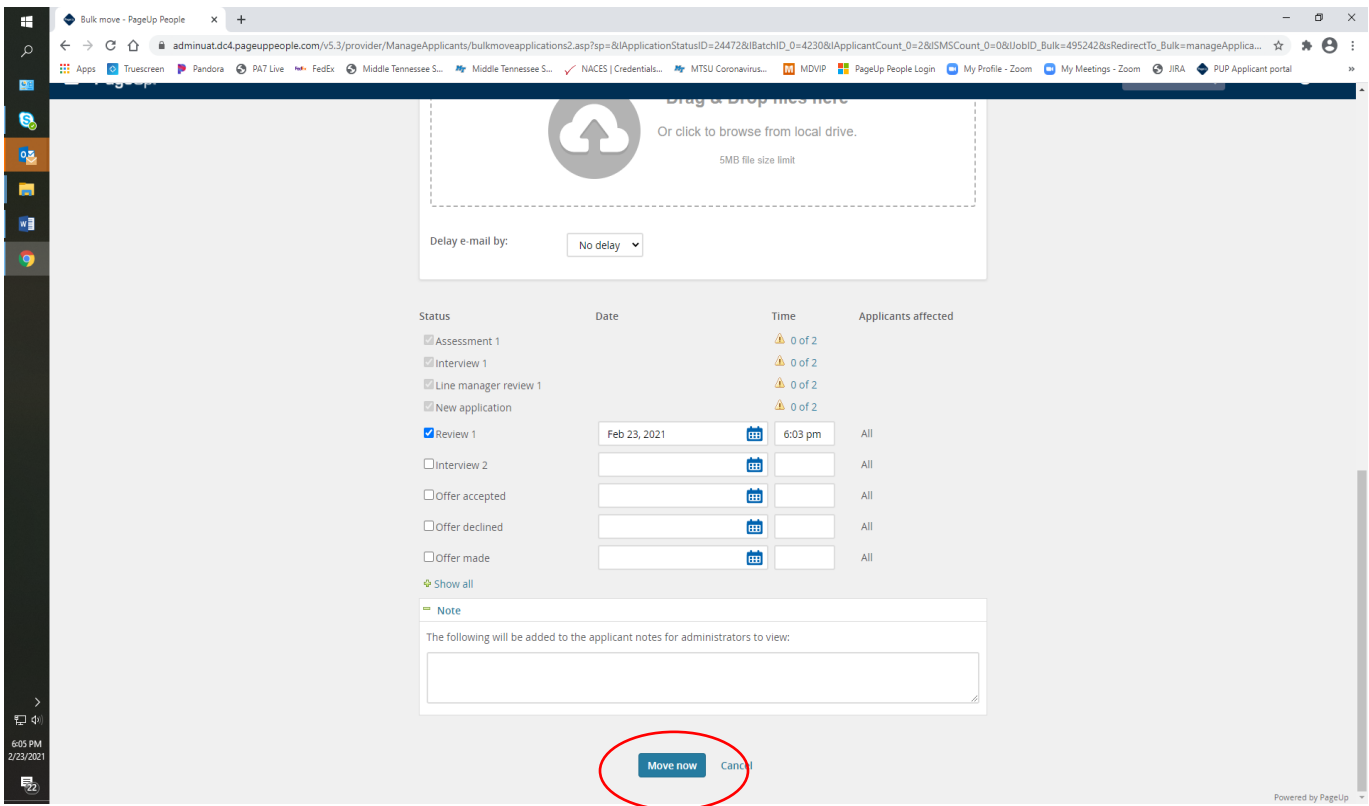 Bulk move - PageUp People
adminuat.dc4.pageuppeople.com/v5.3/provider/ManageApplicants/bulkmoveapplications2.asp?sp=&lApplicationStatusID=24472&lBatchID_0=4230&lApplicantCount_0=2&lSMSCount_0=0&lJobID_Bulk=495242&sRedirectTo_Bulk=manageApplica...
Apps Truescreen Pandora PA7 Live FedEx Middle Tennessee S... Middle Tennessee S... NACES | Credentials... MTSU Coronavirus... MDVIP PageUp People Login My Profile - Zoom My Meetings - Zoom JIRA PUP Applicant portal »
Drag & Drop files here
Or click to browse from local drive.
5MB file size limit
Delay e-mail by: No delay
Status Date Time Applicants affected
Assessment 1 0 of 2
Interview 1 0 of 2
Line manager review 1 0 of 2
New application 0 of 2
Review 1 Feb 23, 2021 6:03 pm All
Interview 2 All
Offer accepted All
Offer declined All
Offer made All
Show all
Note
The following will be added to the applicant notes for administrators to view:
Move now Cancel
Powered by PageUp
6:05 PM
2/23/2021
22